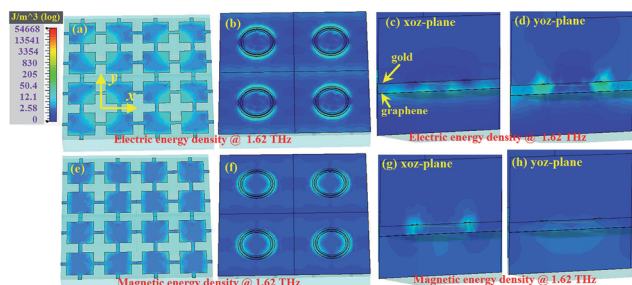 J/m^3 (log)
54668
13541
3354
830
205
50.4
12.1
2.58
0
(a)
y
x
(b)
(c) xoz-plane
gold
graphene
(d) yoz-plane
Electric energy density @ 1.62 THz
Electric energy density @ 1.62 THz
(e)
(f)
(g) xoz-plane
(h) yoz-plane
Magnetic energy density @ 1.62 THz
Magnetic energy density @ 1.62 THz